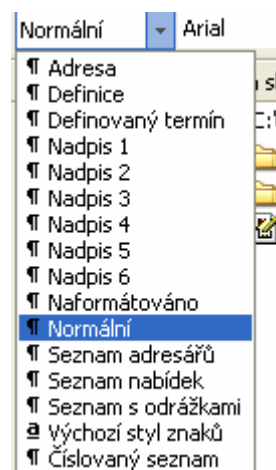 Normální Arial
¶ Adresa
¶ Definice
¶ Definovaný termín
¶ Nadpis 1
¶ Nadpis 2
¶ Nadpis 3
¶ Nadpis 4
¶ Nadpis 5
¶ Nadpis 6
¶ Naformátováno
¶ Normální
¶ Seznam adresářů
¶ Seznam nabídek
¶ Seznam s odrážkami
a Výchozí styl znaků
¶ Číslovaný seznam